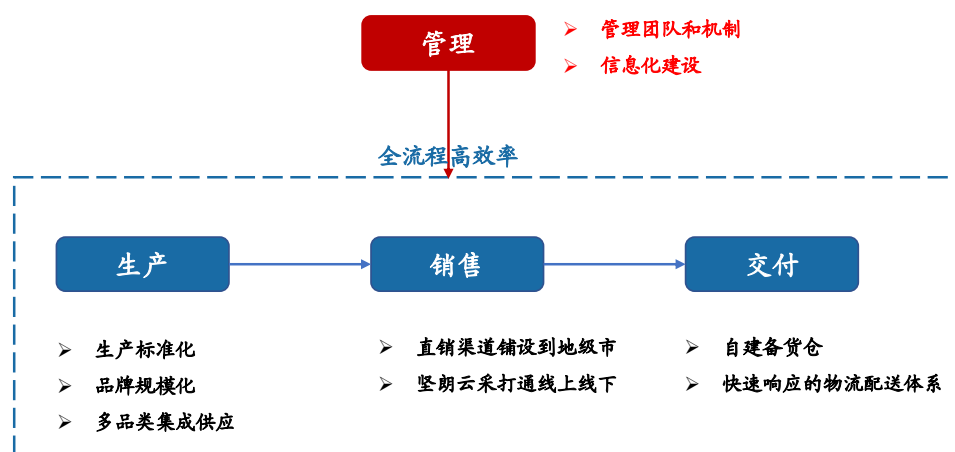 管理
管理团队和机制
信息化建设
全流程高效率
生产
销售
交付
生产标准化
品牌规模化
多品类集成供应
直销渠道铺设到地级市
坚朗云采打通线上线下
自建备货仓
快速响应的物流配送体系